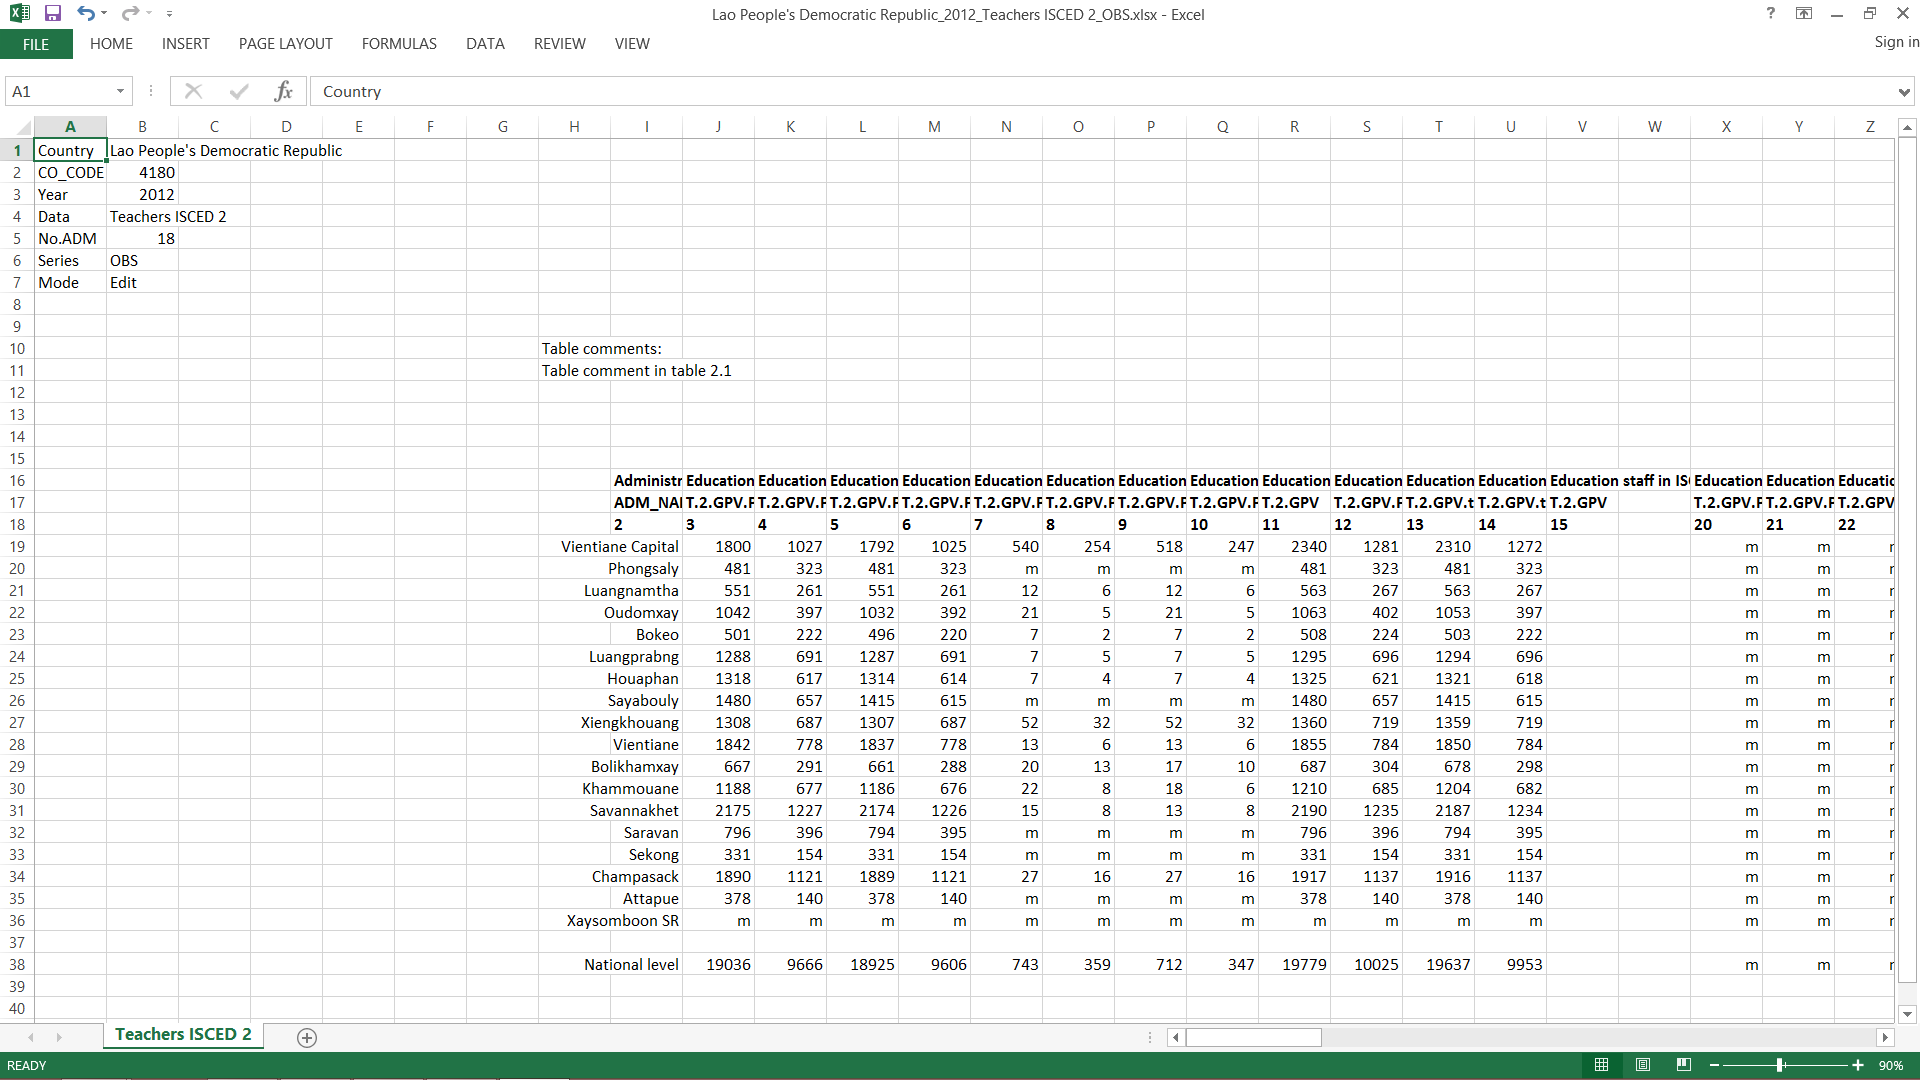 Lao People's Democratic Republic_2012_Teachers ISCED 2_OBS.xlsx - Excel
FILE HOME INSERT PAGE LAYOUT FORMULAS DATA REVIEW VIEW Sign in
A1 fx Country
A B C D E F G H I J K L M N O P Q R S T U V W X Y Z
1 Country Lao People's Democratic Republic
2 CO_CODE 4180
3 Year 2012
4 Data Teachers ISCED 2
5 No.ADM 18
6 Series OBS
7 Mode Edit
8
9
10 Table comments:
11 Table comment in table 2.1
12
13
14
15
16 Administr Education Education Education Education Education Education Education Education Education Education Education Education Education staff in IS Education Education Educatio
17 ADM_NA T.2.GPV.F T.2.GPV.F T.2.GPV.F T.2.GPV.F T.2.GPV.F T.2.GPV.F T.2.GPV.F T.2.GPV.F T.2.GPV T.2.GPV.F T.2.GPV.t T.2.GPV.t T.2.GPV T.2.GPV.F T.2.GPV.F T.2.GPV
18 2 3 4 5 6 7 8 9 10 11 12 13 14 15 20 21 22
19 Vientiane Capital 1800 1027 1792 1025 540 254 518 247 2340 1281 2310 1272 m m
20 Phongsaly 481 323 481 323 m m m m 481 323 481 323 m m
21 Luangnamtha 551 261 551 261 12 6 12 6 563 267 563 267 m m
22 Oudomxay 1042 397 1032 392 21 5 21 5 1063 402 1053 397 m m
23 Bokeo 501 222 496 220 7 2 7 2 508 224 503 222 m m
24 Luangprabng 1288 691 1287 691 7 5 7 5 1295 696 1294 696 m m
25 Houaphan 1318 617 1314 614 7 4 7 4 1325 621 1321 618 m m
26 Sayabouly 1480 657 1415 615 m m m m 1480 657 1415 615 m m
27 Xiengkhouang 1308 687 1307 687 52 32 52 32 1360 719 1359 719 m m
28 Vientiane 1842 778 1837 778 13 6 13 6 1855 784 1850 784 m m
29 Bolikhamxay 667 291 661 288 20 13 17 10 687 304 678 298 m m
30 Khammouane 1188 677 1186 676 22 8 18 6 1210 685 1204 682 m m
31 Savannakhet 2175 1227 2174 1226 15 8 13 8 2190 1235 2187 1234 m m
32 Saravan 796 396 794 395 m m m m 796 396 794 395 m m
33 Sekong 331 154 331 154 m m m m 331 154 331 154 m m
34 Champasack 1890 1121 1889 1121 27 16 27 16 1917 1137 1916 1137 m m
35 Attapue 378 140 378 140 m m m m 378 140 378 140 m m
36 Xaysomboon SR m m m m m m m m m m m m m m
37
38 National level 19036 9666 18925 9606 743 359 712 347 19779 10025 19637 9953 m m
39
40
Teachers ISCED 2
READY 90%